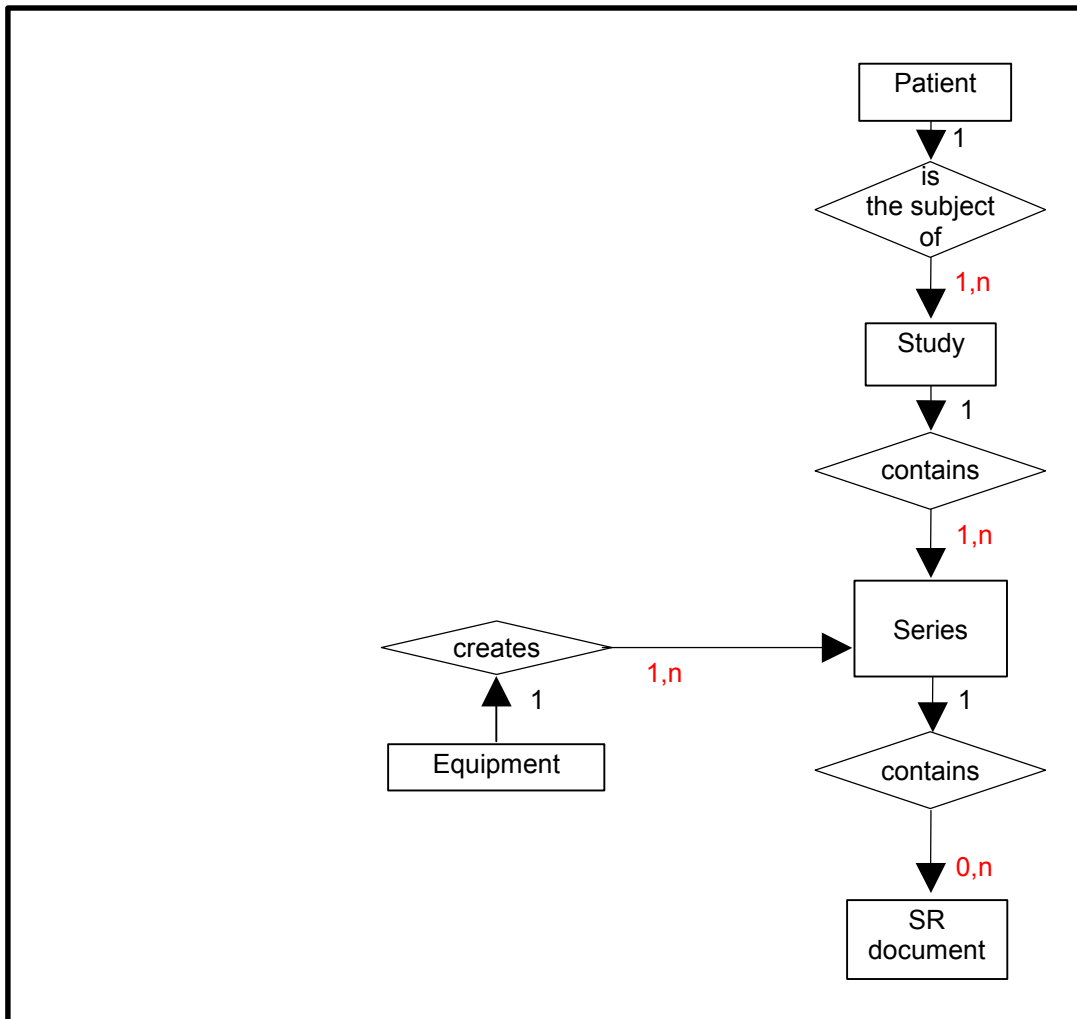 Patient
1
is
the subject
of
1,n
Study
1
contains
1,n
Series
creates
1,n
1
Equipment
1
contains
0,n
SR
document